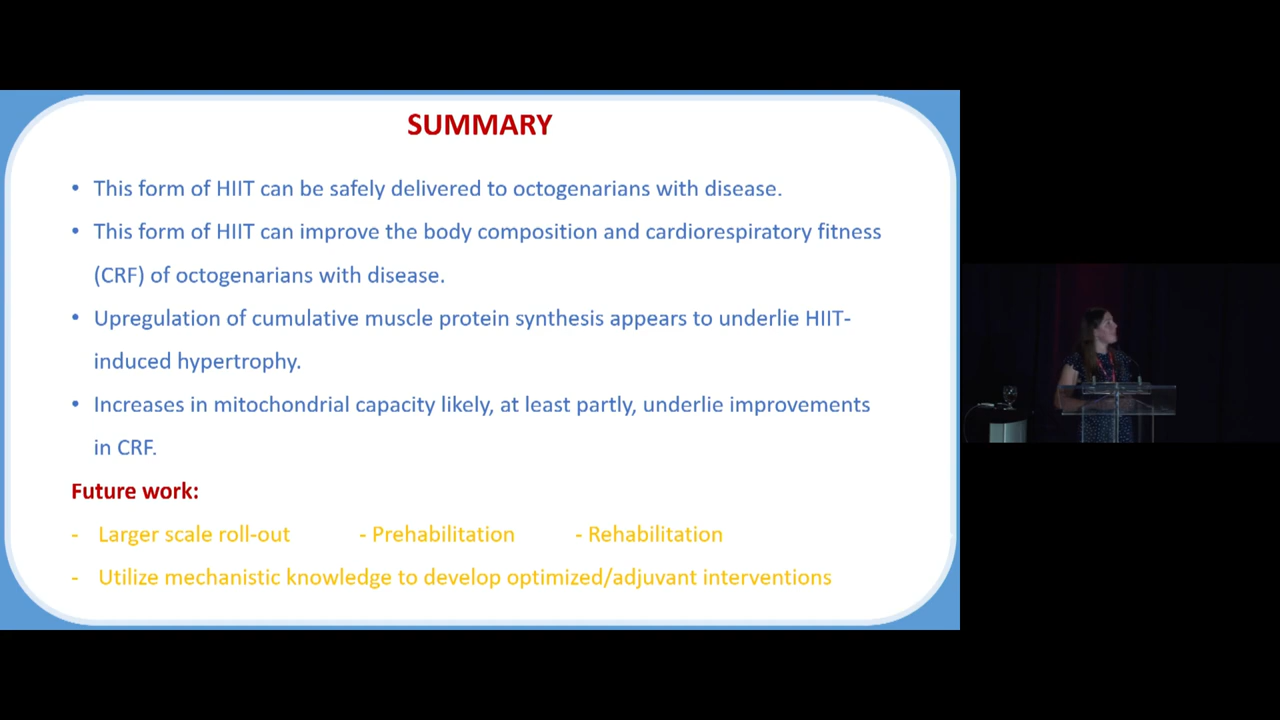 SUMMARY
• This form of HIIT can be safely delivered to octogenarians with disease.
• This form of HIIT can improve the body composition and cardiorespiratory fitness
(CRF) of octogenarians with disease.
• Upregulation of cumulative muscle protein synthesis appears to underlie HIIT-
induced hypertrophy.
• Increases in mitochondrial capacity likely, at least partly, underlie improvements
in CRF.
Future work:
- Larger scale roll-out - Prehabilitation - Rehabilitation
- Utilize mechanistic knowledge to develop optimized/adjuvant interventions